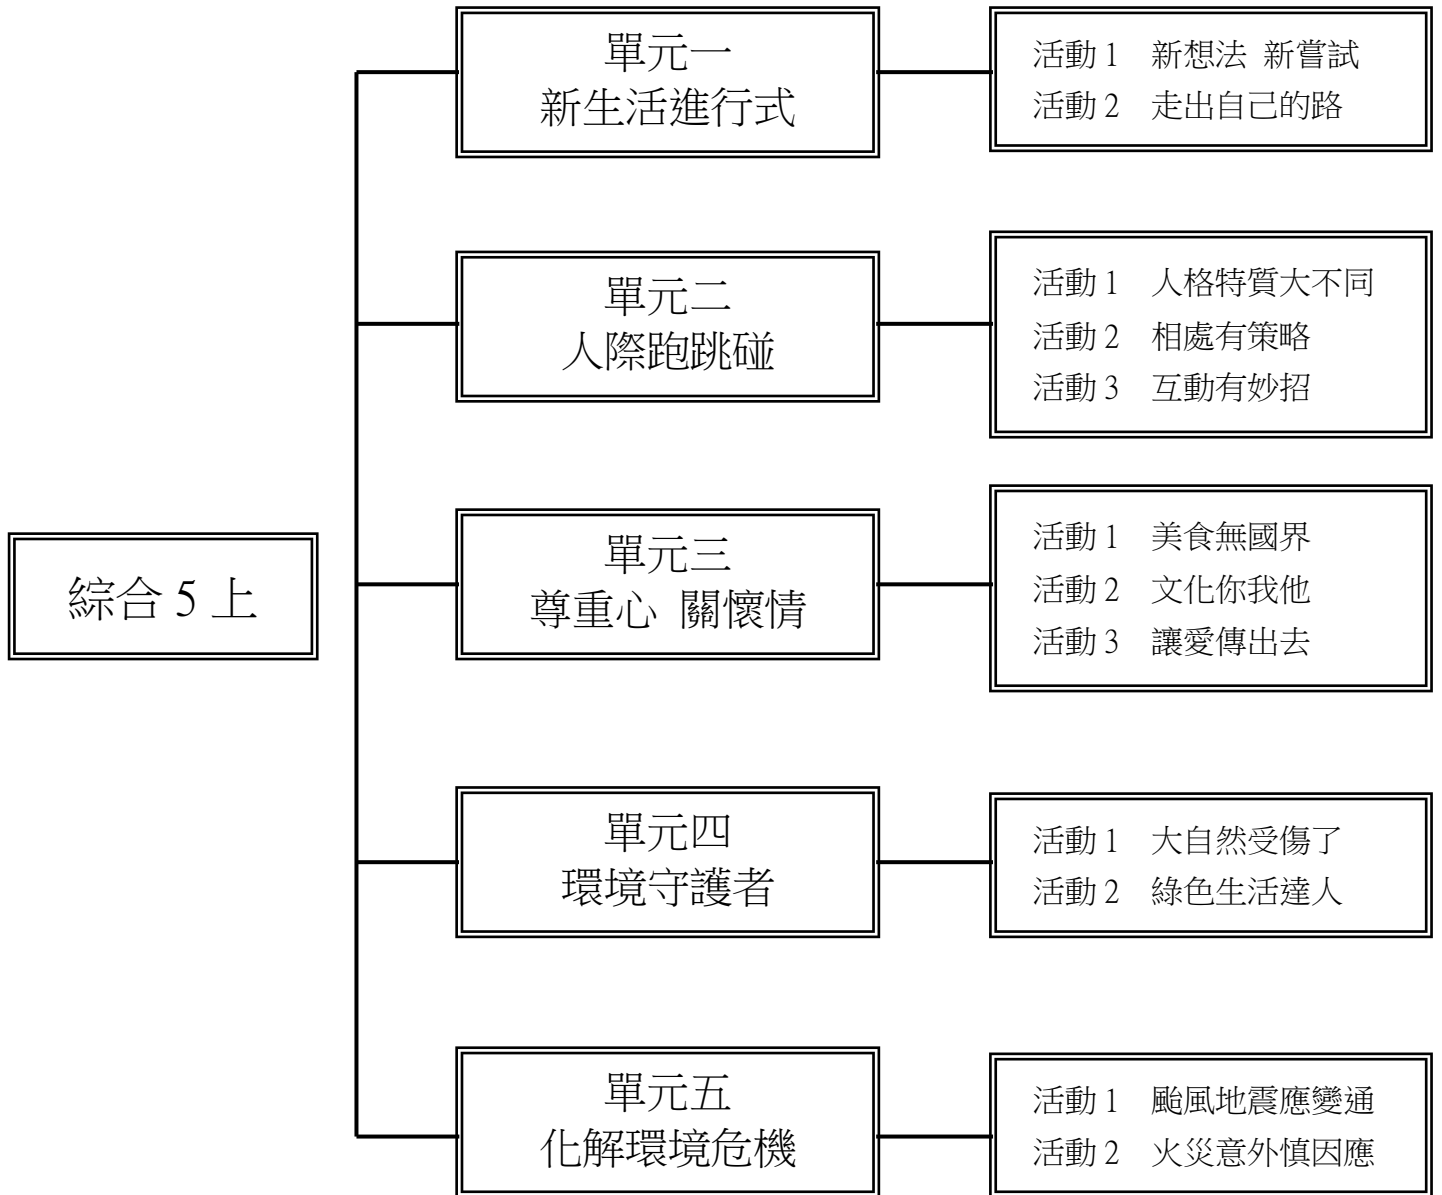 綜合 5 上
單元一
新生活進行式
活動 1 新想法 新嘗試
活動 2 走出自己的路
單元二
人際跑跳碰
活動 1 人格特質大不同
活動 2 相處有策略
活動 3 互動有妙招
單元三
尊重心 關懷情
活動 1 美食無國界
活動 2 文化你我他
活動 3 讓愛傳出去
單元四
環境守護者
活動 1 大自然受傷了
活動 2 綠色生活達人
單元五
化解環境危機
活動 1 颱風地震應變通
活動 2 火災意外慎因應